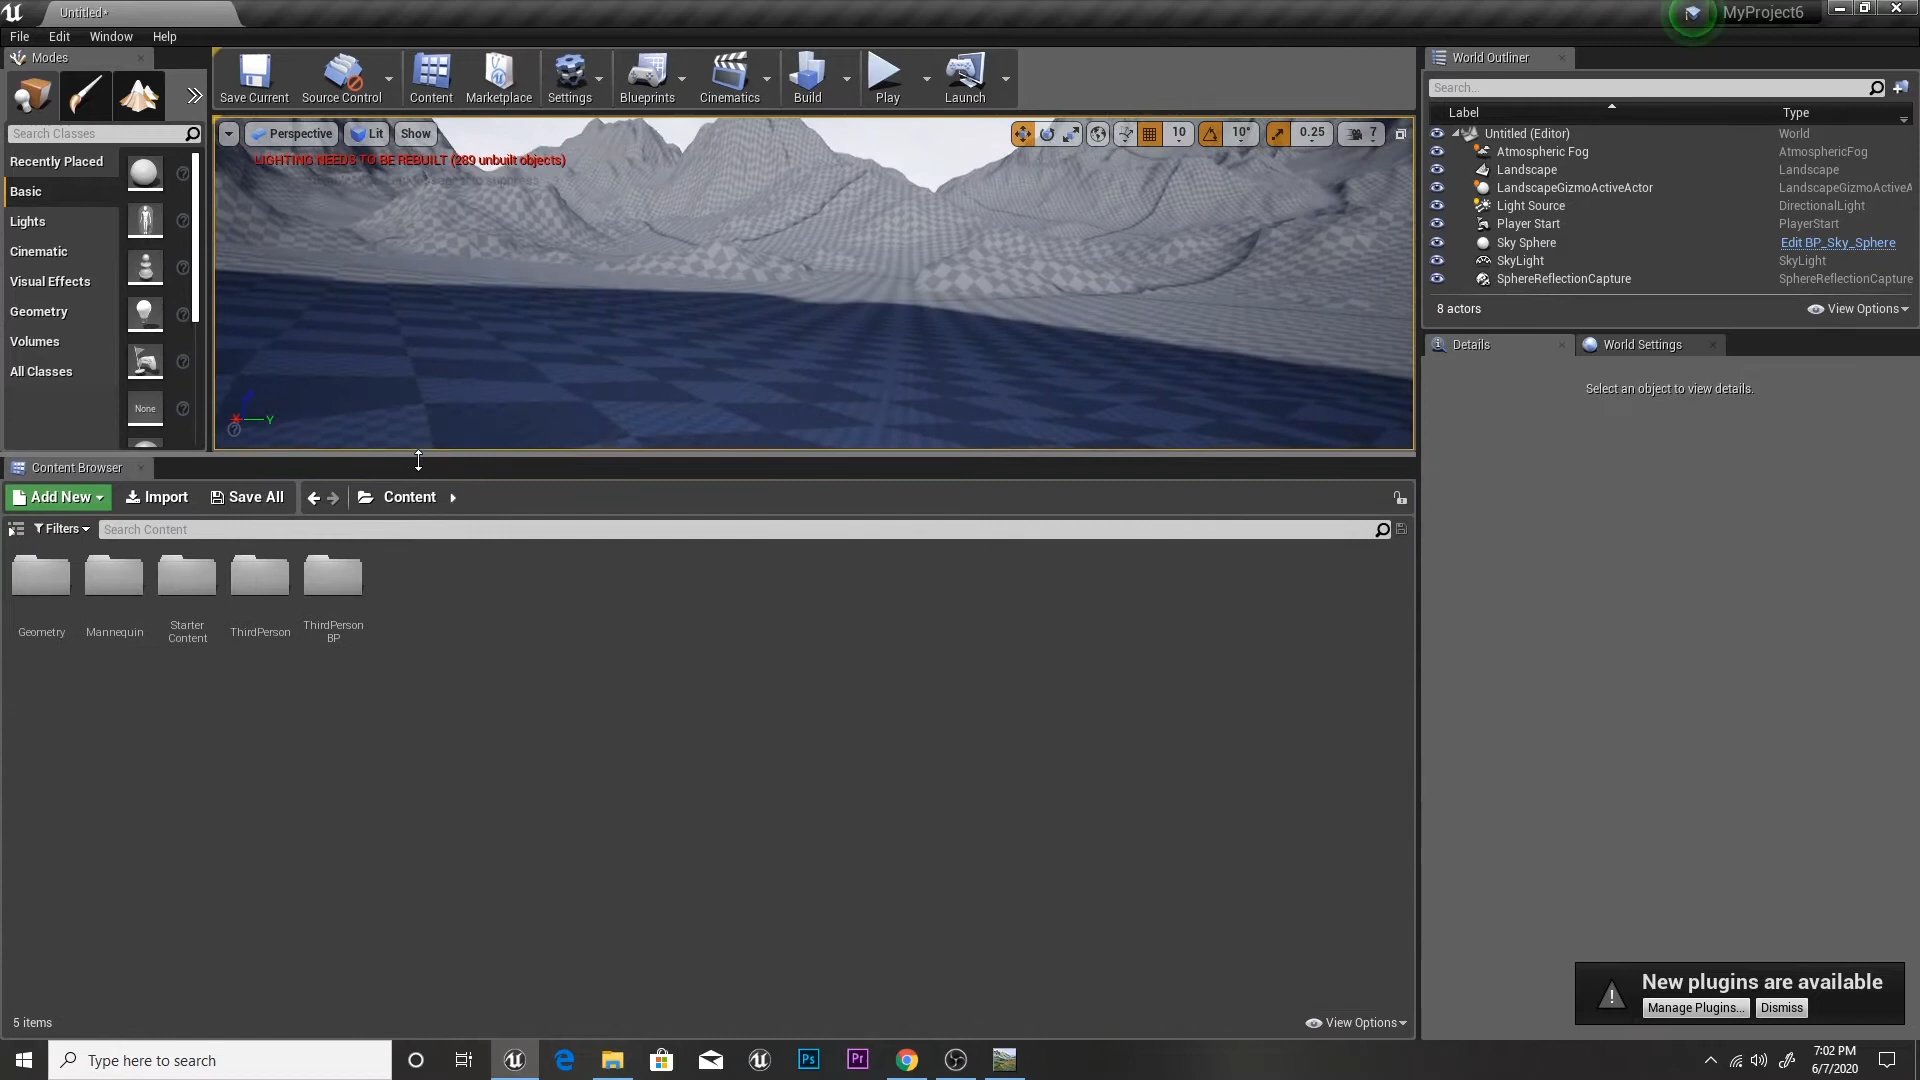 Untitled•
MyProject6
File Edit Window Help
Modes
Search Classes
Recently Placed
Basic
Lights
Cinematic
Visual Effects
Geometry
Volumes
All Classes
None
Save Current Source Control Content Marketplace Settings Blueprints Cinematics Build Play Launch
Perspective Lit Show
10 10° 0.25 7
LIGHTING NEEDS TO BE REBUILT (289 unbuilt objects)
Y
World Outliner
Search...
Label Type
Untitled (Editor) World
Atmospheric Fog AtmosphericFog
Landscape Landscape
LandscapeGizmoActiveActor LandscapeGizmoActiveA
Light Source DirectionalLight
Player Start PlayerStart
Sky Sphere Edit BP_Sky_Sphere
SkyLight SkyLight
SphereReflectionCapture SphereReflectionCapture
8 actors View Options
Details World Settings
Select an object to view details.
Content Browser
Add New Import Save All Content
Filters Search Content
Geometry Mannequin Starter Content ThirdPerson ThirdPerson BP
5 items View Options
New plugins are available
Manage Plugins... Dismiss
Type here to search
Ps Pr
7:02 PM
6/7/2020